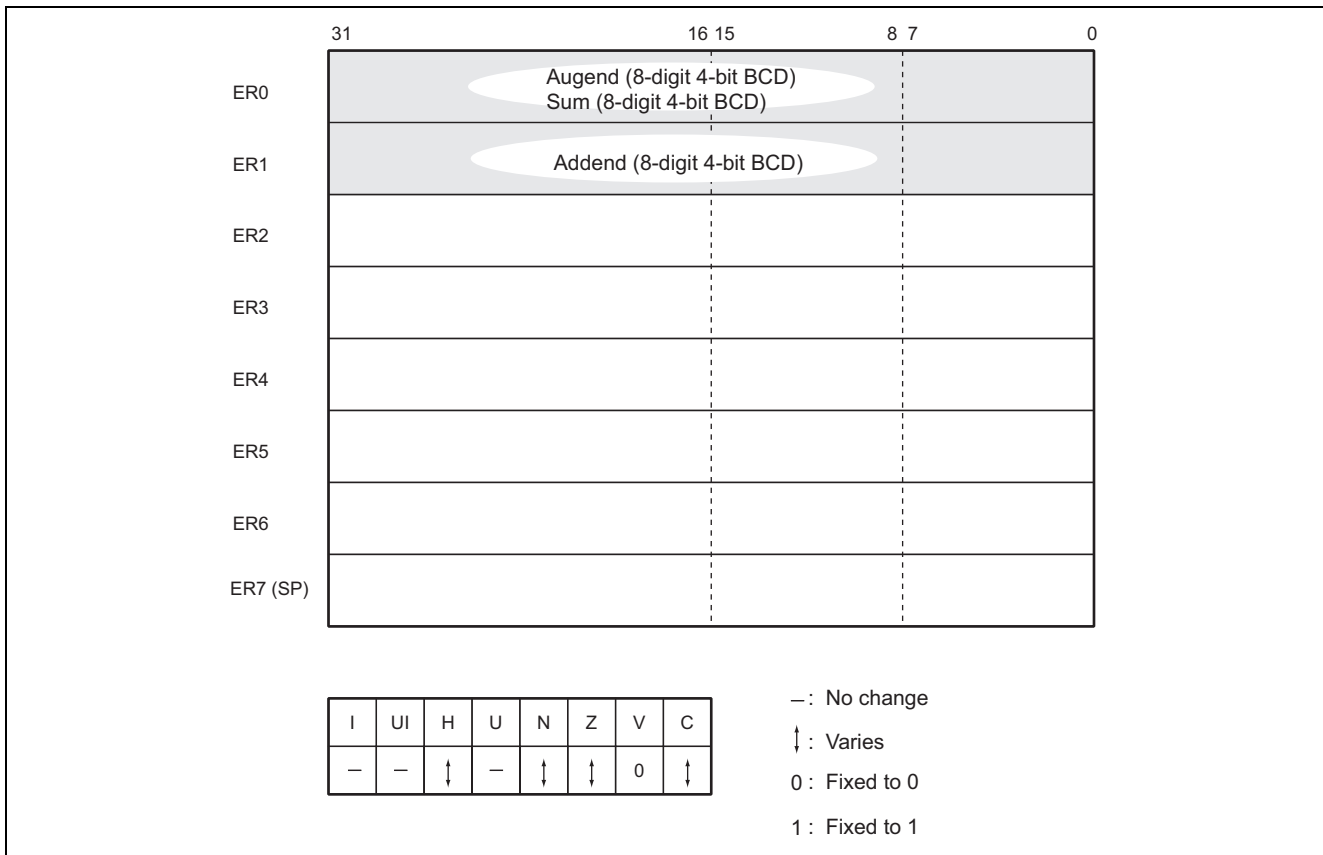 31 16 15 8 7 0
ER0 Augend (8-digit 4-bit BCD)
Sum (8-digit 4-bit BCD)
ER1 Addend (8-digit 4-bit BCD)
ER2
ER3
ER4
ER5
ER6
ER7 (SP)
I UI H U N Z V C
– – ↕ – ↕ ↕ 0 ↕
– : No change
↕ : Varies
0 : Fixed to 0
1 : Fixed to 1